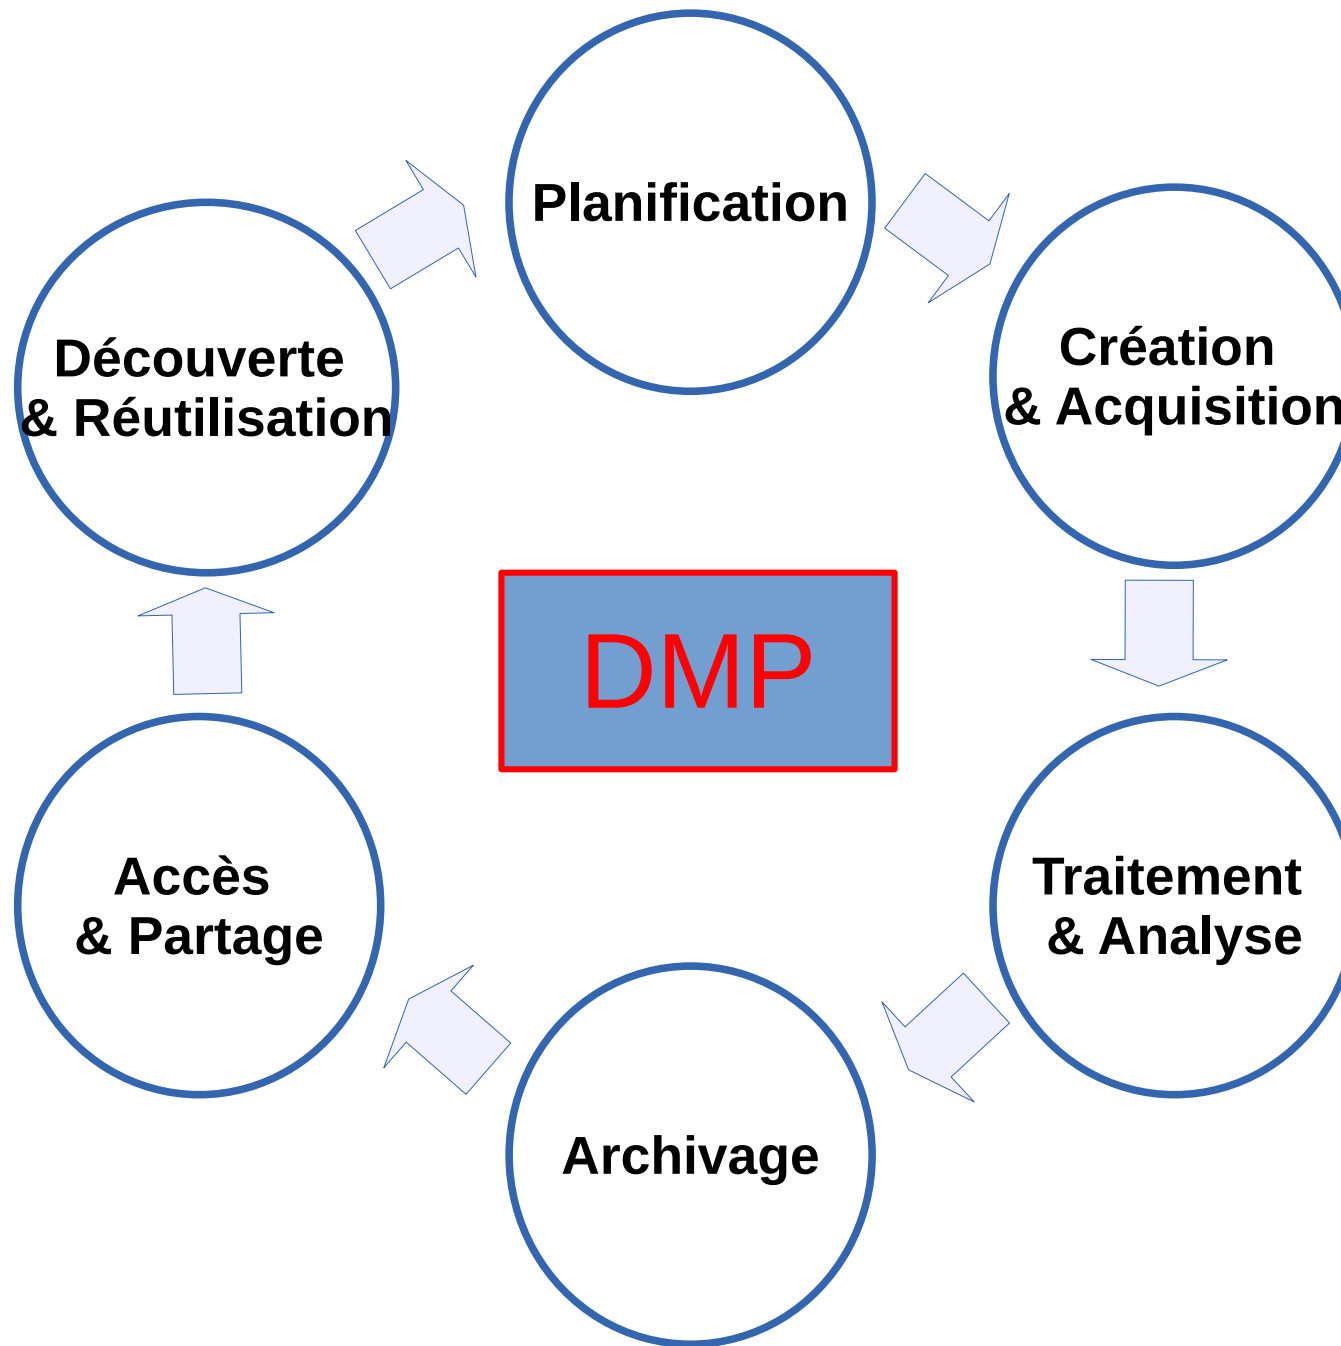 Planification
Création
& Acquisition
Découverte
& Réutilisation
DMP
Traitement
& Analyse
Accès
& Partage
Archivage